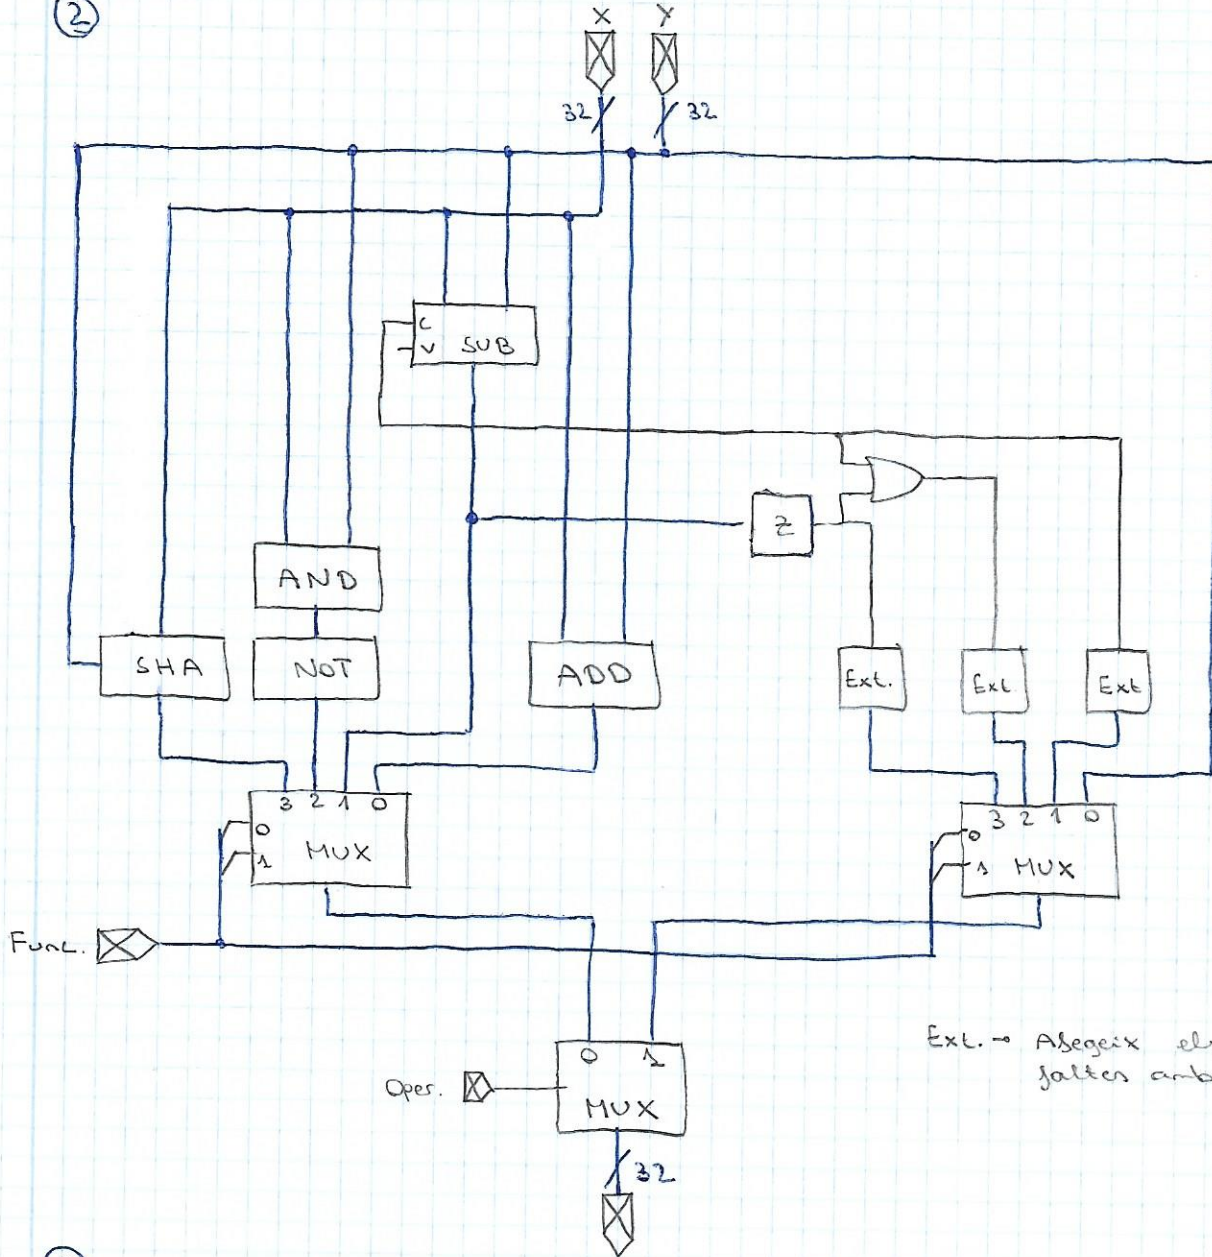 2
X Y
32 32
C
V SUB
Z
AND
SHA NOT ADD Ext. Ext. Ext
3 2 1 0
0
1 MUX
3 2 1 0
0
1 MUX
Func.
0 1
Oper.
MUX
Ext. → Afegeix el
faltes amb
32